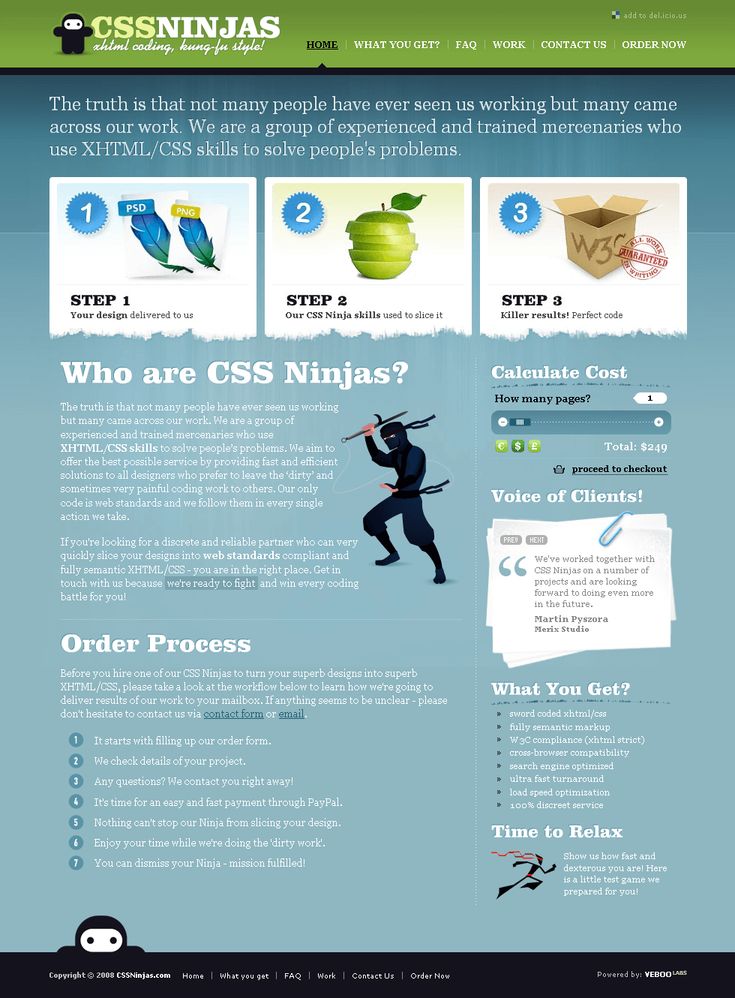 add to del.icio.us
CSSNINJAS
xhtml coding, kung-fu style!
HOME | WHAT YOU GET? | FAQ | WORK | CONTACT US | ORDER NOW
The truth is that not many people have ever seen us working but many came
across our work. We are a group of experienced and trained mercenaries who
use XHTML/CSS skills to solve people's problems.
1
PSD
PNG
STEP 1
Your design delivered to us
2
STEP 2
Our CSS Ninja skills used to slice it
3
W3C
ALL WORK
GUARANTEED
IN WRITING
STEP 3
Killer results! Perfect code
Who are CSS Ninjas?
The truth is that not many people have ever seen us working
but many came across our work. We are a group of
experienced and trained mercenaries who use
XHTML/CSS skills to solve people's problems. We aim to
offer the best possible service by providing fast and efficient
solutions to all designers who prefer to leave the 'dirty' and
sometimes very painful coding work to others. Our only
code is web standards and we follow them in every single
action we take.
If you're looking for a discrete and reliable partner who can very
quickly slice your designs into web standards compliant and
fully semantic XHTML/CSS - you are in the right place. Get in
touch with us because we're ready to fight and win every coding
battle for you!
Order Process
Before you hire one of our CSS Ninjas to turn your superb designs into superb
XHTML/CSS, please take a look at the workflow below to learn how we're going to
deliver results of our work to your mailbox. If anything seems to be unclear - please
don't hesitate to contact us via contact form or email.
1 It starts with filling up our order form.
2 We check details of your project.
3 Any questions? We contact you right away!
4 It's time for an easy and fast payment through PayPal.
5 Nothing can't stop our Ninja from slicing your design.
6 Enjoy your time while we're doing the 'dirty work'.
7 You can dismiss your Ninja - mission fulfilled!
Calculate Cost
How many pages? 1
€ $ £ Total: $249
proceed to checkout
Voice of Clients!
PREV NEXT
We've worked together with
CSS Ninjas on a number of
projects and are looking
forward to doing even more
in the future.
Martin Pyszora
Merix Studio
What You Get?
» sword coded xhtml/css
» fully semantic markup
» W3C compliance (xhtml strict)
» cross-browser compatibility
» search engine optimized
» ultra fast turnaround
» load speed optimization
» 100% discreet service
Time to Relax
Show us how fast and
dexterous you are! Here
is a little test game we
prepared for you!
Copyright © 2008 CSSNinjas.com Home | What you get | FAQ | Work | Contact Us | Order Now
Powered by: YEBOO LABS